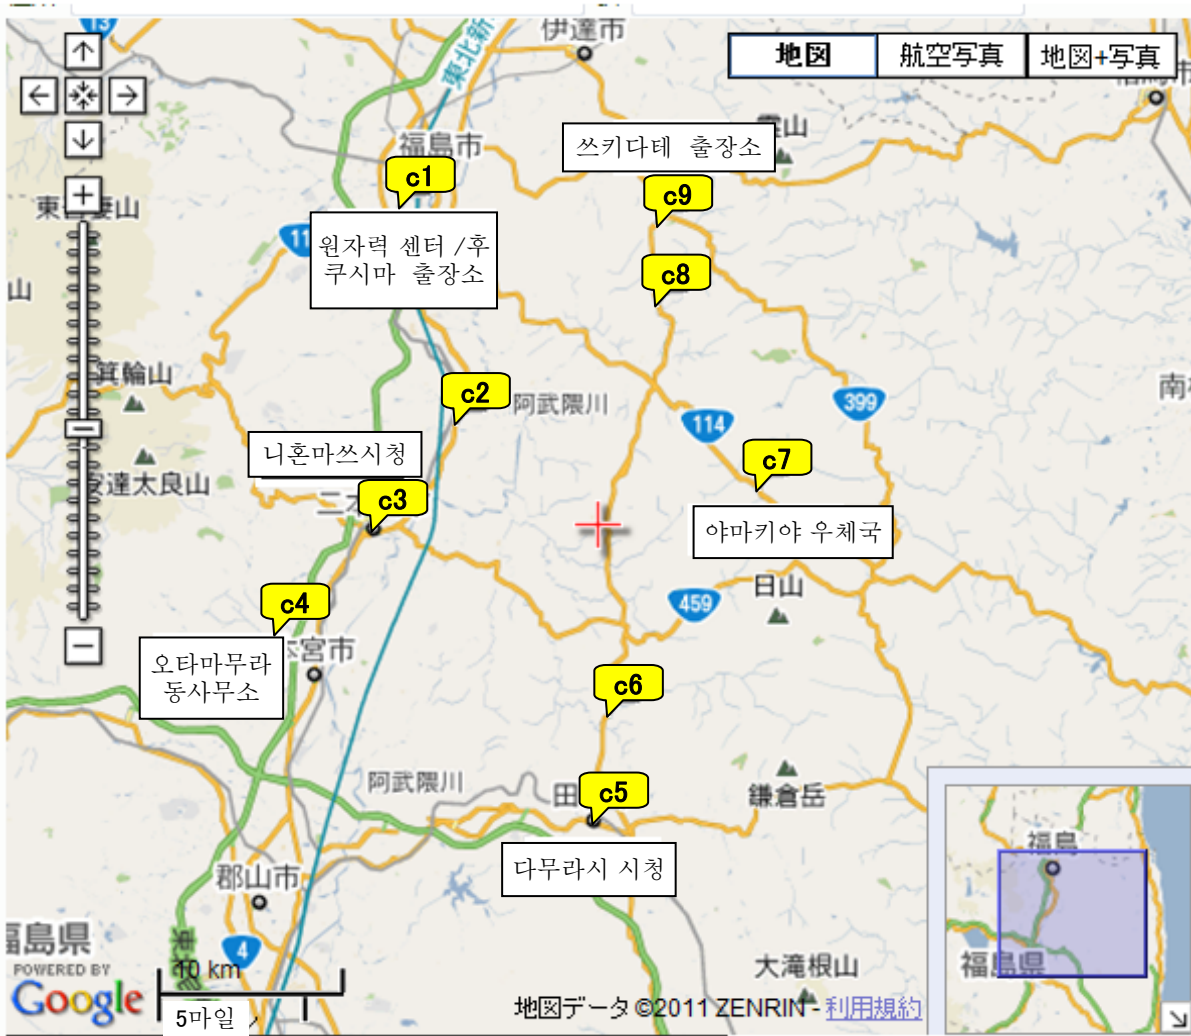 13
伊達市
東北新
地図
航空写真
地図+写真
福島市
霊山
쓰키다테 출장소
c1
c9
원자력 센터 /후
쿠시마 출장소
c8
山
箕輪山
南
c2
阿武隈川
399
114
니혼마쓰시청
c7
安達太良山
c3
야마키야 우체국
c4
日山
459
오타마무라
동사무소
本宮市
c6
阿武隈川
田
c5
鎌倉岳
다무라시 시청
福島
郡山市
福島県
4
POWERED BY
Google
10 km
5마일
大滝根山
福島県
地図データ ©2011 ZENRIN - 利用規約